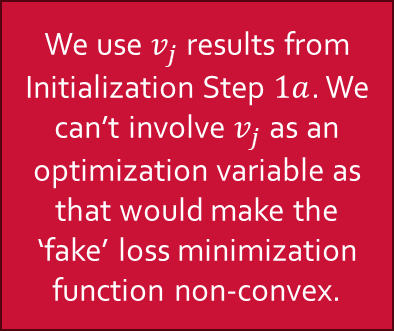 We use 𝑣ⱼ results from
Initialization Step 1𝑎. We
can’t involve 𝑣ⱼ as an
optimization variable as
that would make the
‘fake’ loss minimization
function non-convex.